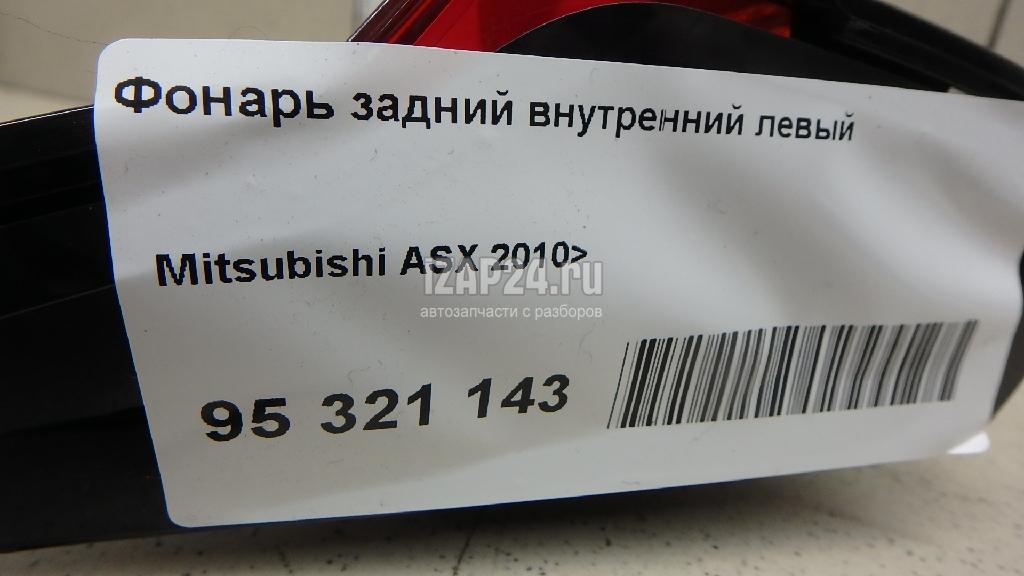 Фонарь задний внутренний левый
Mitsubishi ASX 2010>
iZAP24.ru
автозапчасти с разборов
95 321 143